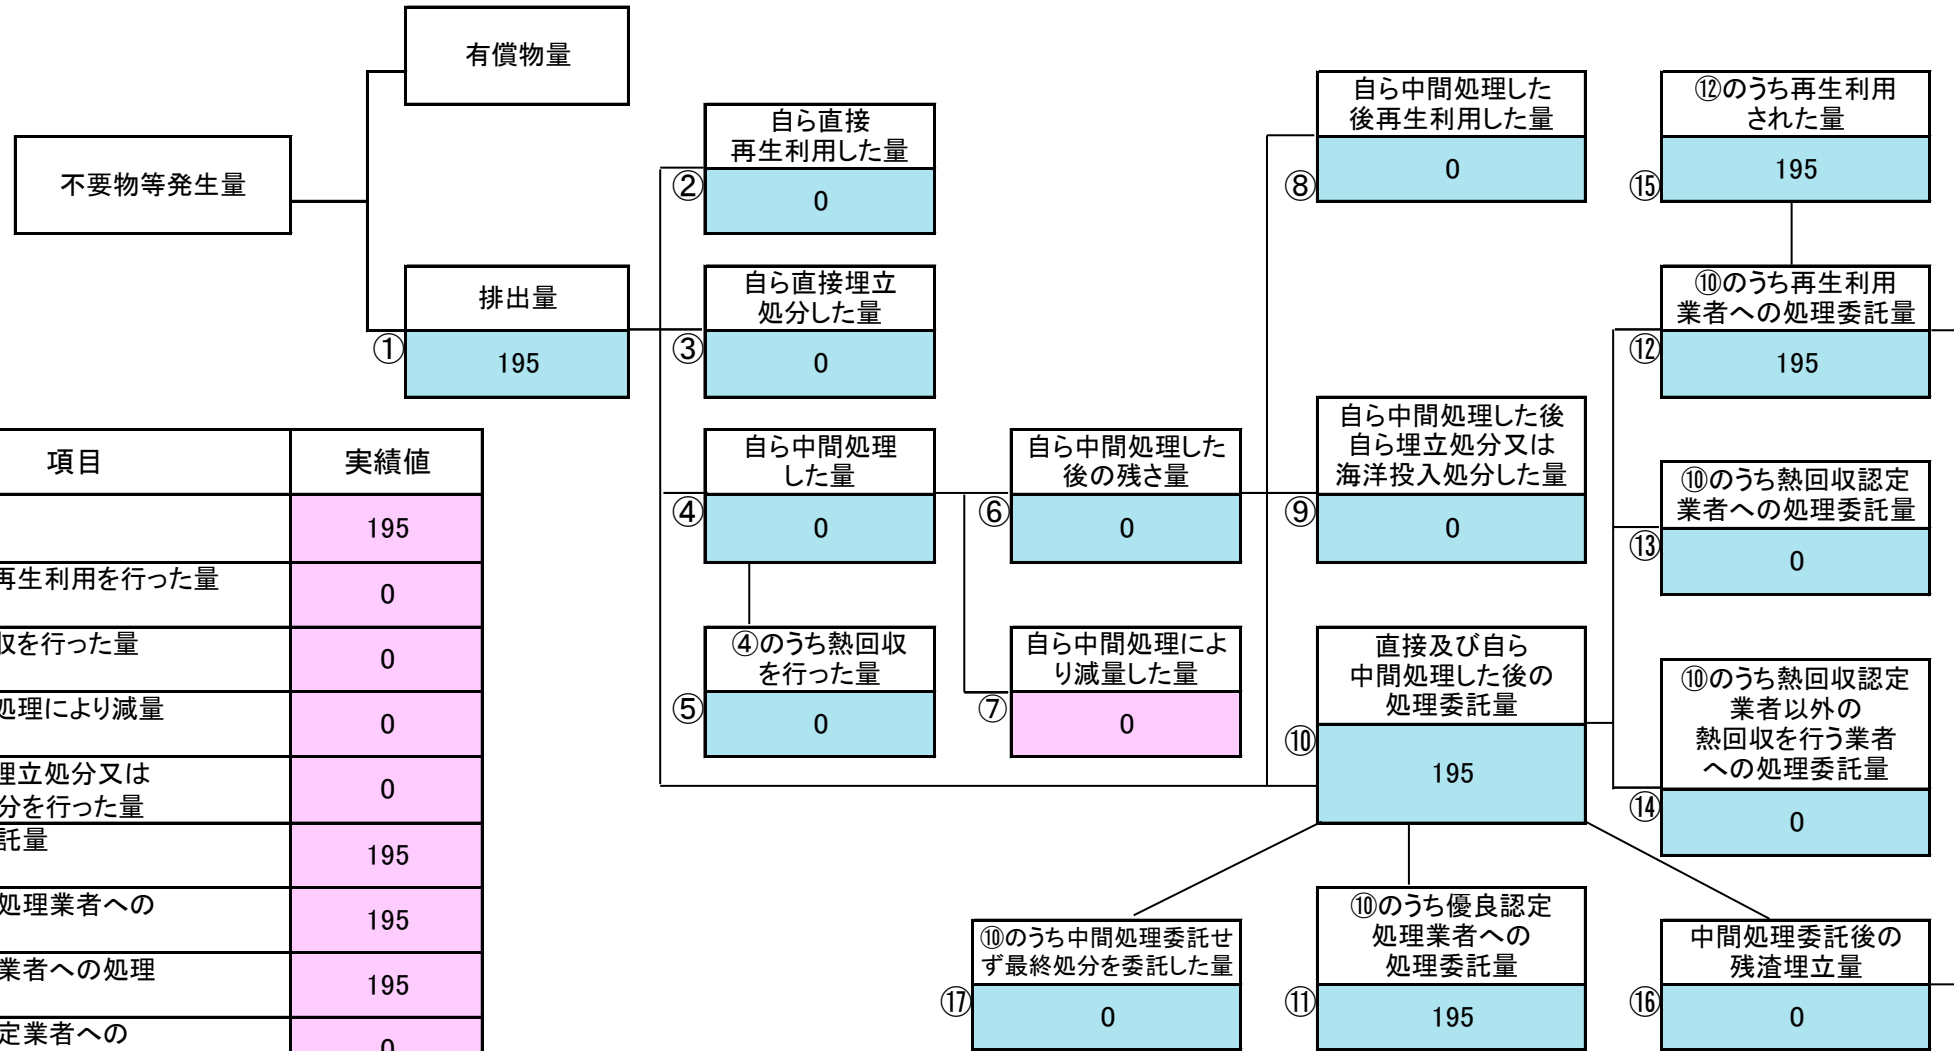 有償物量
不要物等発生量
排出量
①
195
自ら直接
再生利用した量
②
0
自ら直接埋立
処分した量
③
0
自ら中間処理
した量
④
0
④のうち熱回収
を行った量
⑤
0
自ら中間処理した
後の残さ量
⑥
0
自ら中間処理によ
り減量した量
⑦
0
自ら中間処理した
後再生利用した量
⑧
0
自ら中間処理した後
自ら埋立処分又は
海洋投入処分した量
⑨
0
直接及び自ら
中間処理した後の
処理委託量
⑩
195
⑫のうち再生利用
された量
⑮
195
⑩のうち再生利用
業者への処理委託量
⑫
195
⑩のうち熱回収認定
業者への処理委託量
⑬
0
⑩のうち熱回収認定
業者以外の
熱回収を行う業者
への処理委託量
⑭
0
⑩のうち中間処理委託せ
ず最終処分を委託した量
⑰
0
⑩のうち優良認定
処理業者への
処理委託量
⑪
195
中間処理委託後の
残渣埋立量
⑯
0
項目 実績値
195
再生利用を行った量
0
収を行った量
0
処理により減量
0
埋立処分又は
分を行った量
0
託量
195
処理業者への
195
業者への処理
195
定業者への
0